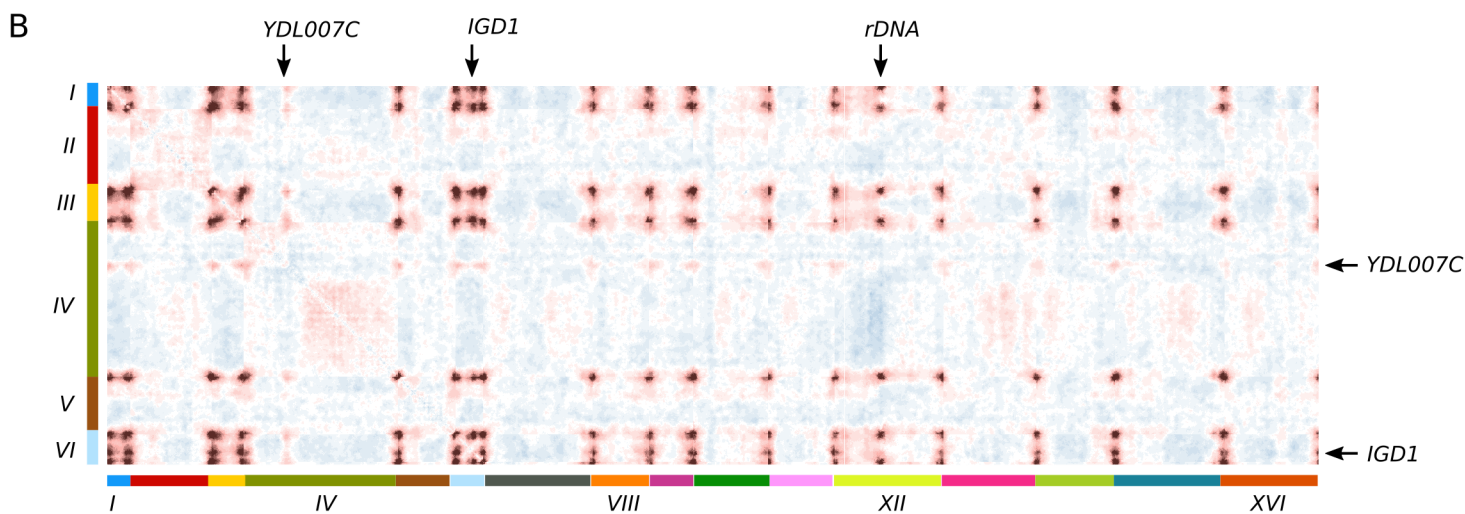 B
YDL007C IGD1 rDNA
I
II
III
IV
V
VI
YDL007C
IGD1
I IV VIII XII XVI